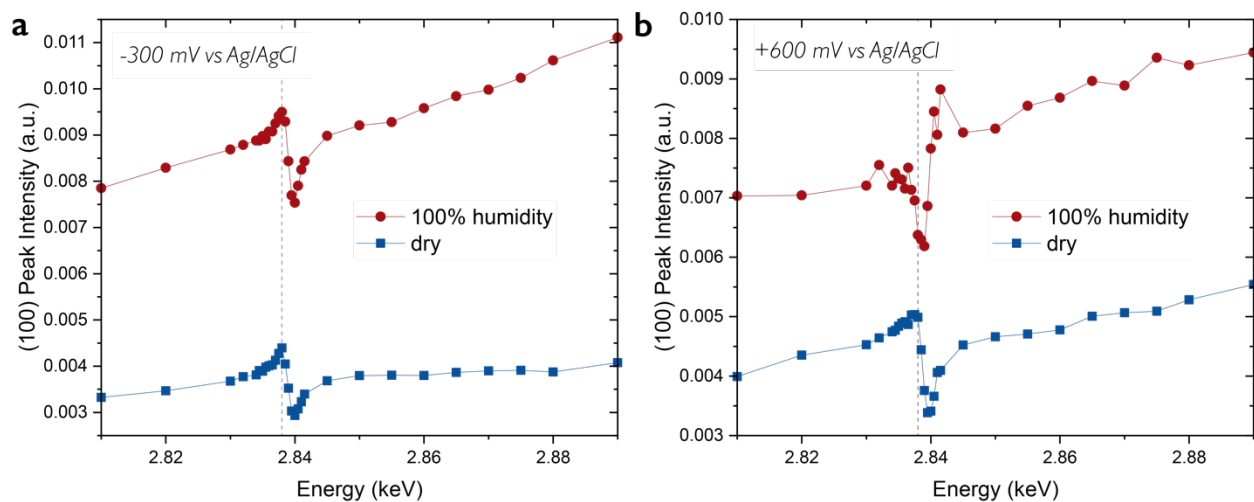 a
-300 mV vs Ag/AgCl
(100) Peak Intensity (a.u.)
0.011
0.010
0.009
0.008
0.007
0.006
0.005
0.004
0.003
100% humidity
dry
2.82
2.84
2.86
2.88
Energy (keV)
b
+600 mV vs Ag/AgCl
(100) Peak Intensity (a.u.)
0.010
0.009
0.008
0.007
0.006
0.005
0.004
0.003
100% humidity
dry
2.82
2.84
2.86
2.88
Energy (keV)